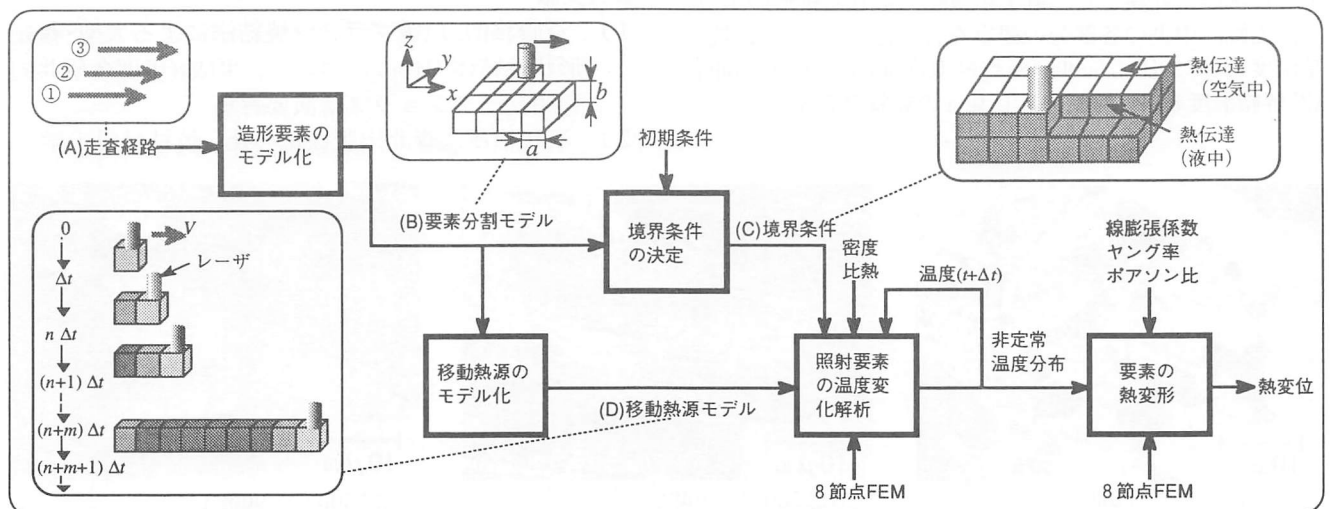 ③
②
①
(A)走査経路
造形要素の
モデル化
z
y
x
b
a
(B)要素分割モデル
初期条件
境界条件
の決定
(C)境界条件
熱伝達
(空気中)
熱伝達
(液中)
0
V
Δt
レーザ
n Δt
(n+1) Δt
(n+m) Δt
(n+m+1) Δt
移動熱源の
モデル化
(D)移動熱源モデル
密度
比熱
温度(t+Δt)
照射要素
の温度変
化解析
8節点FEM
非定常
温度分布
線膨張係数
ヤング率
ポアソン比
要素の
熱変形
熱変位
8節点FEM